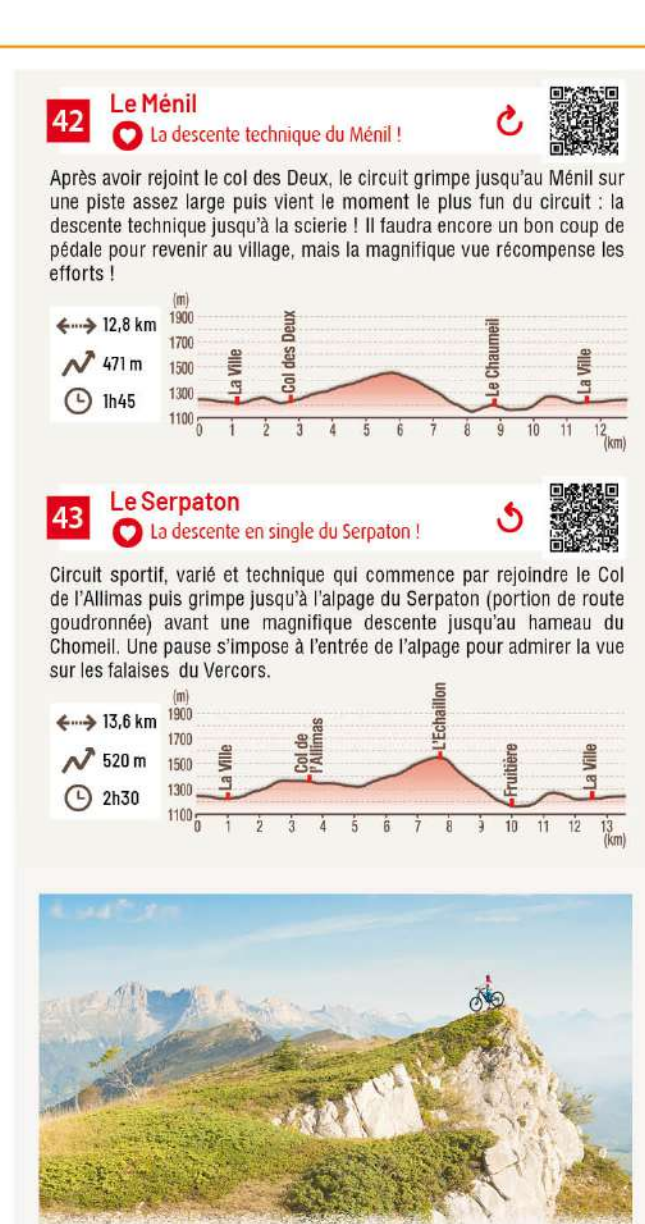 42
Le Ménil
La descente technique du Ménil !
Après avoir rejoint le col des Deux, le circuit grimpe jusqu'au Ménil sur
une piste assez large puis vient le moment le plus fun du circuit : la
descente technique jusqu'à la scierie ! Il faudra encore un bon coup de
pédale pour revenir au village, mais la magnifique vue récompense les
efforts !
12,8 km
471 m
1h45
(m)
1900
1700
1500
1300
1100
La Ville
Col des Deux
Le Chaumeil
La Ville
0 1 2 3 4 5 6 7 8 9 10 11 12
(km)
43
Le Serpaton
La descente en single du Serpaton !
Circuit sportif, varié et technique qui commence par rejoindre le Col
de l'Allimas puis grimpe jusqu'à l'alpage du Serpaton (portion de route
goudronnée) avant une magnifique descente jusqu'au hameau du
Chomeil. Une pause s'impose à l'entrée de l'alpage pour admirer la vue
sur les falaises du Vercors.
13,6 km
520 m
2h30
(m)
1900
1700
1500
1300
1100
La Ville
Col de
l'Allimas
L'Echaillon
Fruitière
La Ville
0 1 2 3 4 5 6 7 8 9 10 11 12 13
(km)